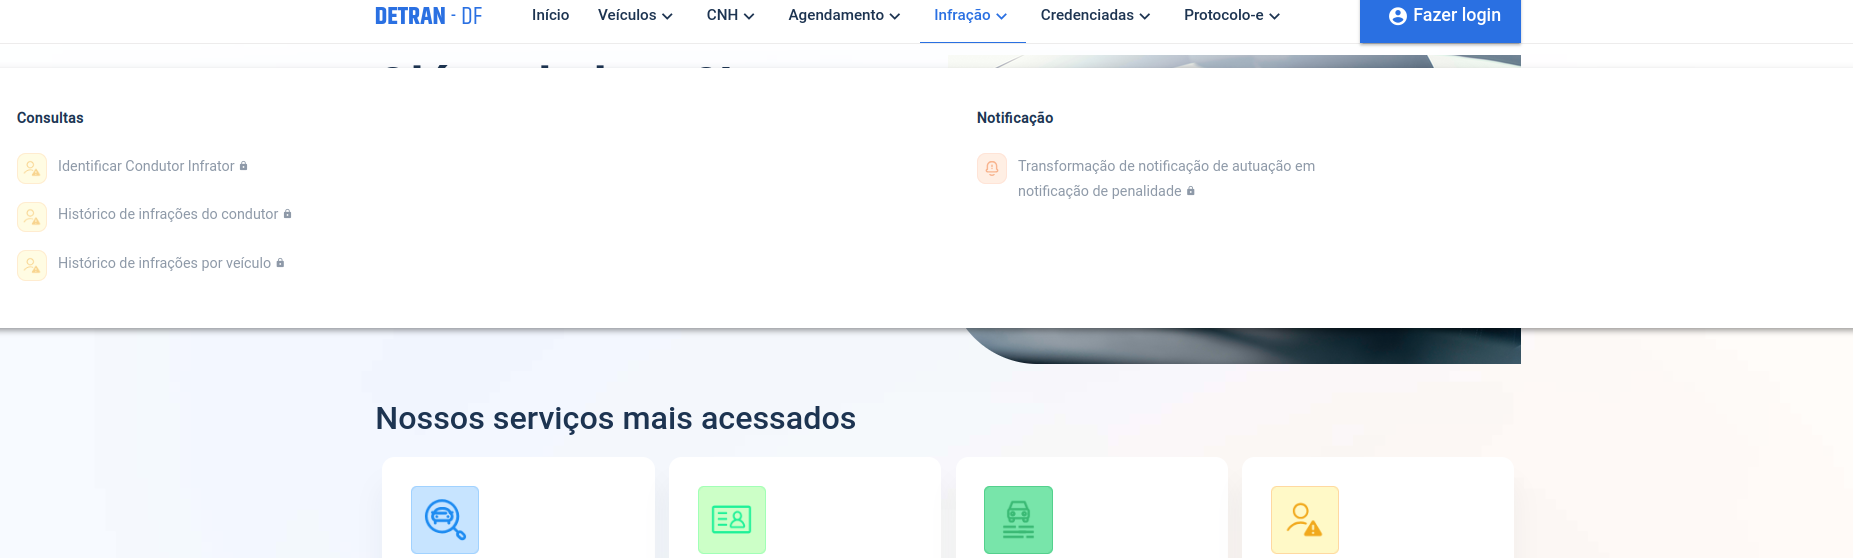 DETRAN - DF
Início
Veículos
CNH
Agendamento
Infração
Credenciadas
Protocolo-e
Fazer login
Consultas
Identificar Condutor Infrator
Histórico de infrações do condutor
Histórico de infrações por veículo
Notificação
Transformação de notificação de autuação em
notificação de penalidade
Nossos serviços mais acessados